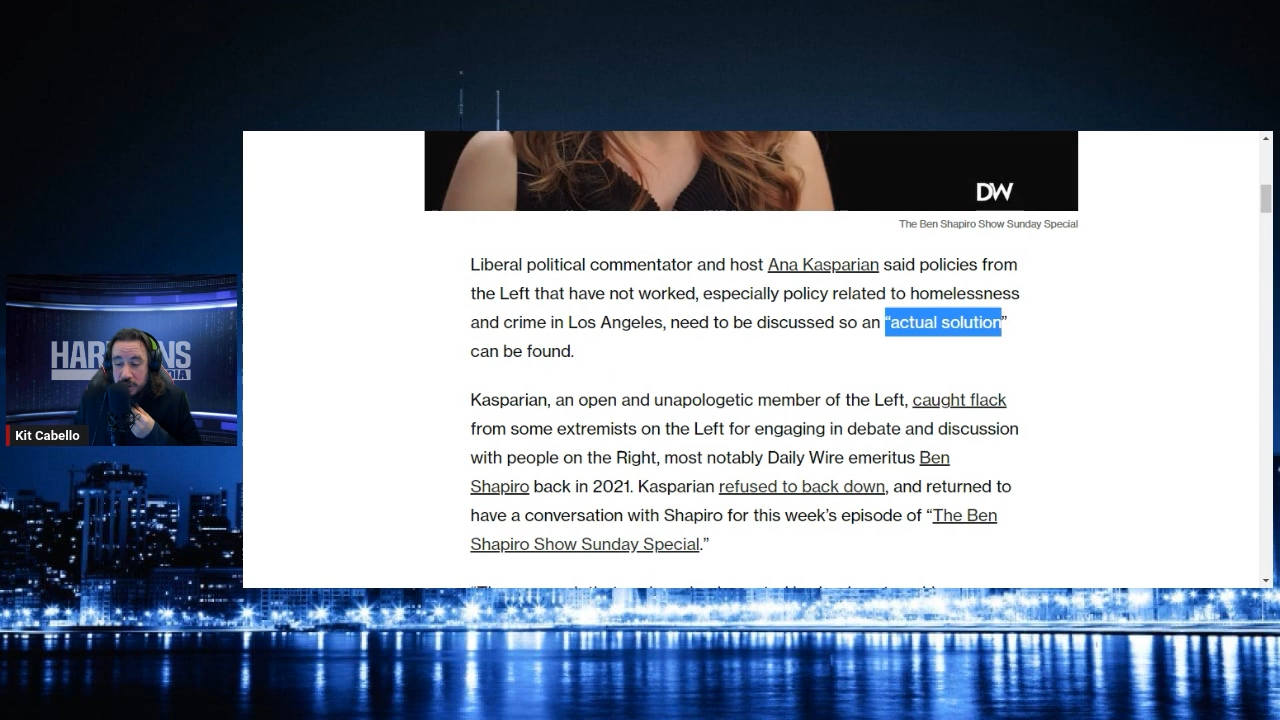 DW
The Ben Shapiro Show Sunday Special
Liberal political commentator and host Ana Kasparian said policies from
the Left that have not worked, especially policy related to homelessness
and crime in Los Angeles, need to be discussed so an “actual solution”
can be found.
Kasparian, an open and unapologetic member of the Left, caught flack
from some extremists on the Left for engaging in debate and discussion
with people on the Right, most notably Daily Wire emeritus Ben
Shapiro back in 2021. Kasparian refused to back down, and returned to
have a conversation with Shapiro for this week’s episode of “The Ben
Shapiro Show Sunday Special.”
Kit Cabello